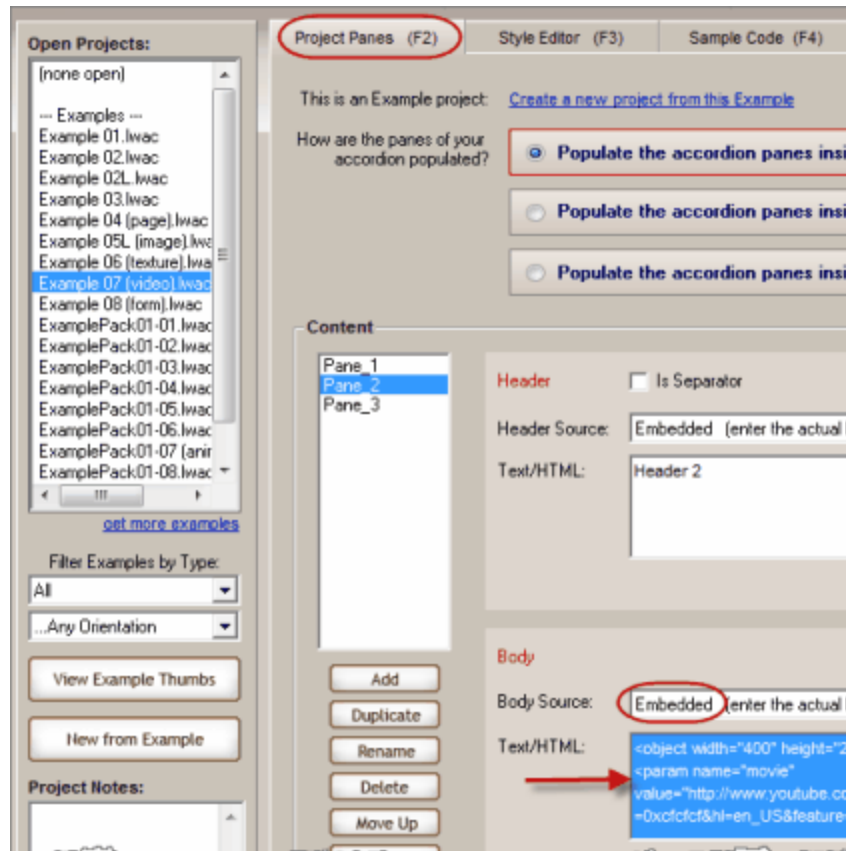 Open Projects:
(none open)
--- Examples ---
Example 01.lwac
Example 02.lwac
Example 02L.lwac
Example 03.lwac
Example 04 (page).lwac
Example 05L (image).lwa
Example 06 (texture).lwa
Example 07 (video).lwac
Example 08 (form).lwac
ExamplePack01-01.lwac
ExamplePack01-02.lwac
ExamplePack01-03.lwac
ExamplePack01-04.lwac
ExamplePack01-05.lwac
ExamplePack01-06.lwac
ExamplePack01-07 (anir
ExamplePack01-08.lwac
get more examples
Filter Examples by Type:
All
...Any Orientation
View Example Thumbs
New from Example
Project Notes:
Project Panes (F2)
Style Editor (F3)
Sample Code (F4)
This is an Example project: Create a new project from this Example
How are the panes of your
accordion populated?
Populate the accordion panes insi
Populate the accordion panes insi
Populate the accordion panes insi
Content
Pane_1
Pane_2
Pane_3
Add
Duplicate
Rename
Delete
Move Up
Header
Is Separator
Header Source: Embedded (enter the actual
Text/HTML: Header 2
Body
Body Source: Embedded (enter the actual
Text/HTML: <object width="400" height="2
<param name="movie"
value="http://www.youtube.co
=0xcfcfcf&hl=en_US&feature=